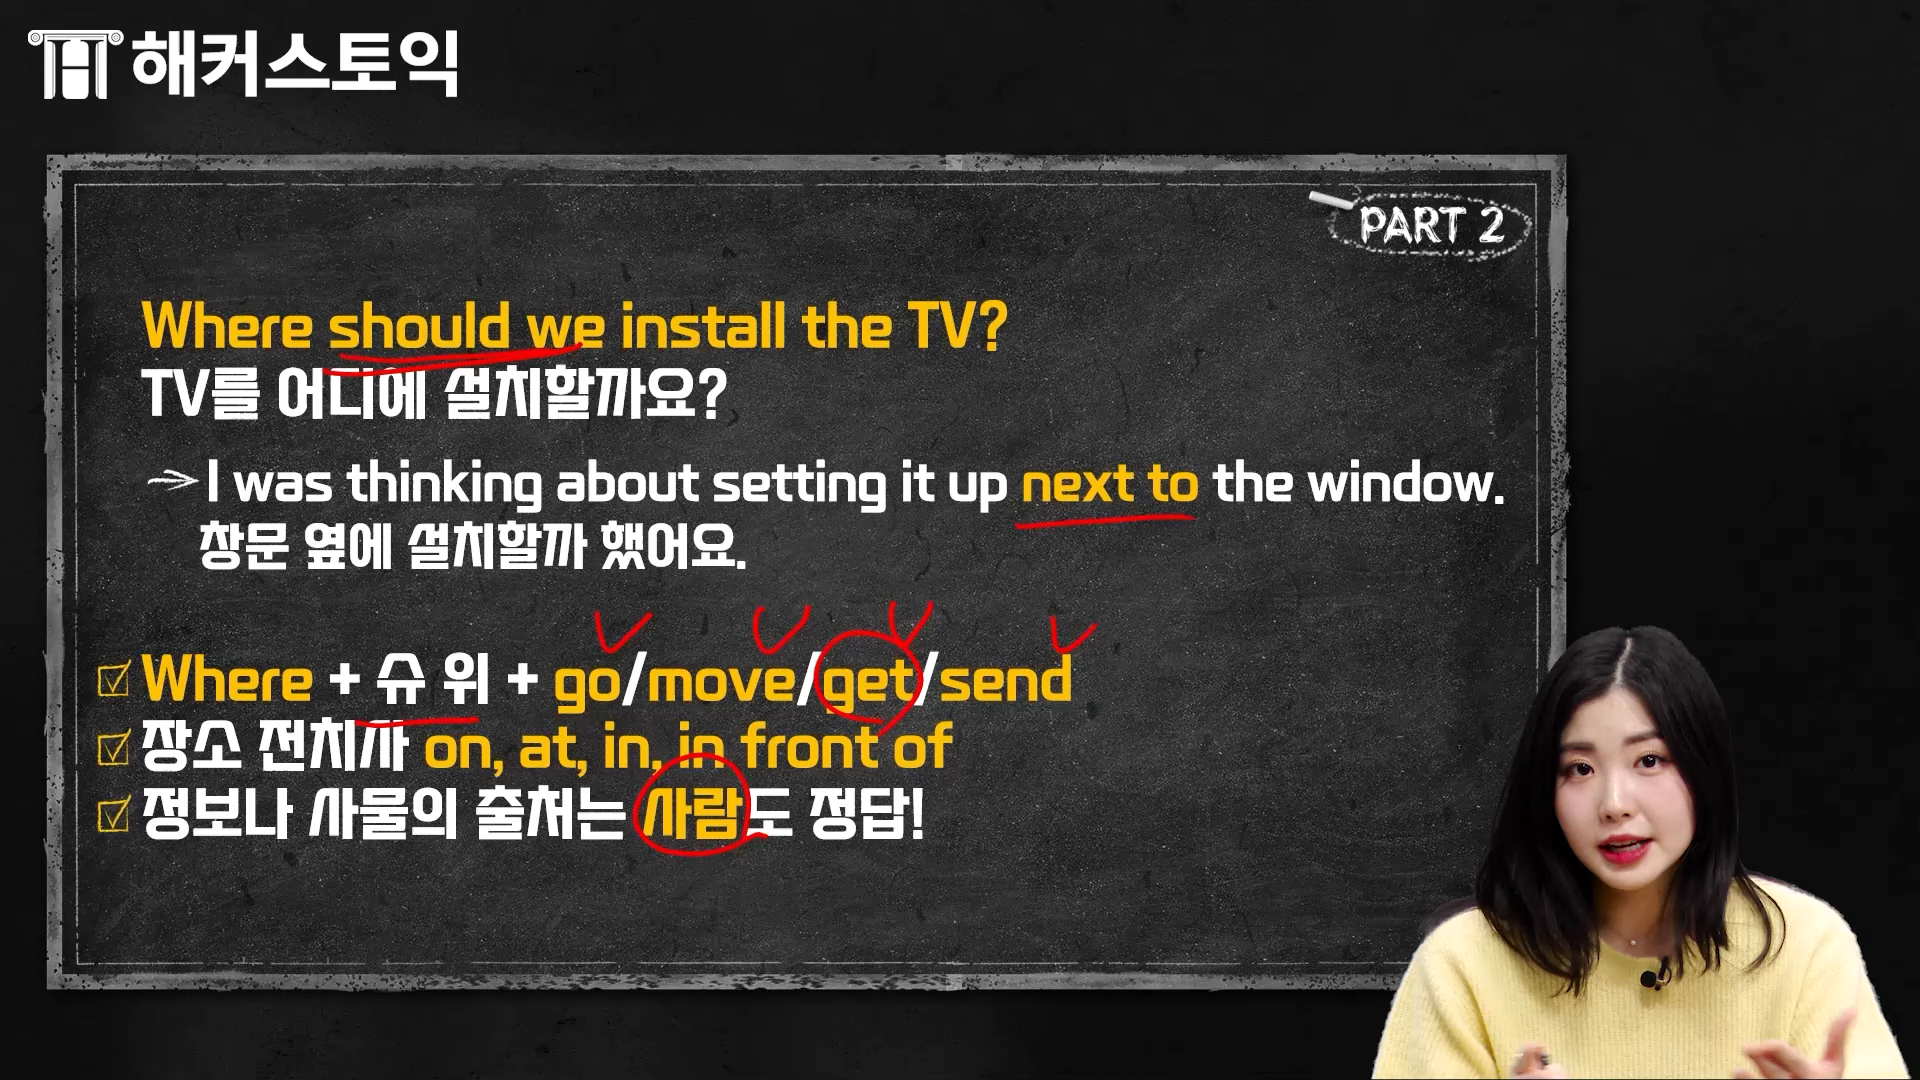 해커스토익
PART 2
Where should we install the TV?
TV를 어디에 설치할까요?
I was thinking about setting it up next to the window.
창문 옆에 설치할까 했어요.
Where + 슈 위 + go/move/get/send
장소 전치사 on, at, in, in front of
정보나 사물의 출처는 사람도 정답!